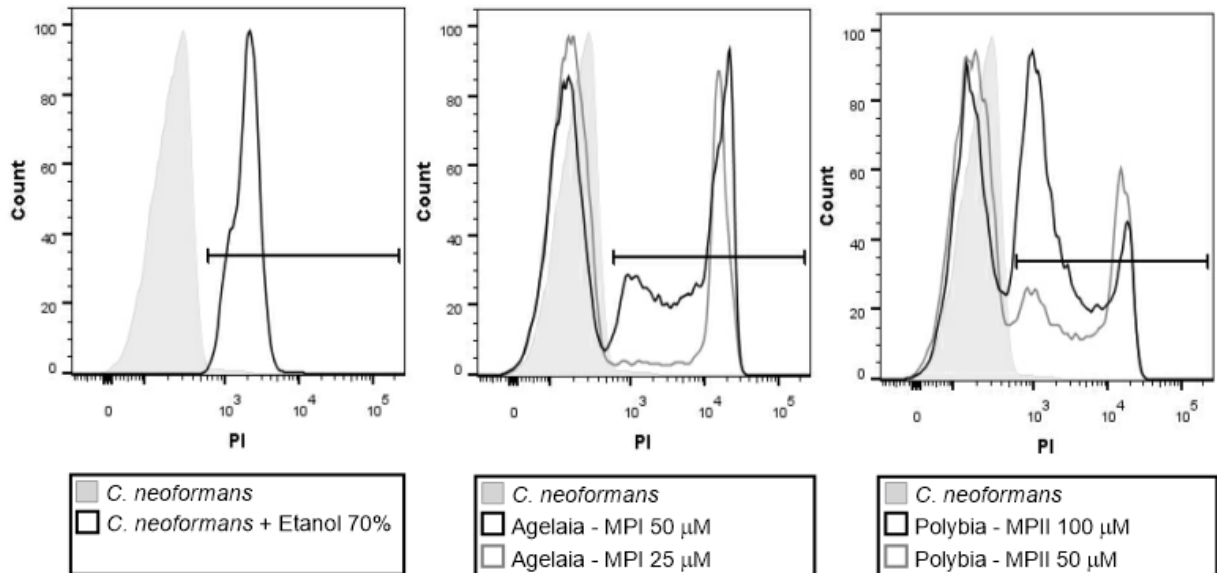 100
80
60
40
20
0
Count
0 10³ 10⁴ 10⁵
PI
C. neoformans
C. neoformans + Etanol 70%
100
80
60
40
20
0
Count
0 10³ 10⁴ 10⁵
PI
C. neoformans
Agelaia - MPI 50 μM
Agelaia - MPI 25 μM
100
80
60
40
20
0
Count
0 10³ 10⁴ 10⁵
PI
C. neoformans
Polybia - MPII 100 μM
Polybia - MPII 50 μM